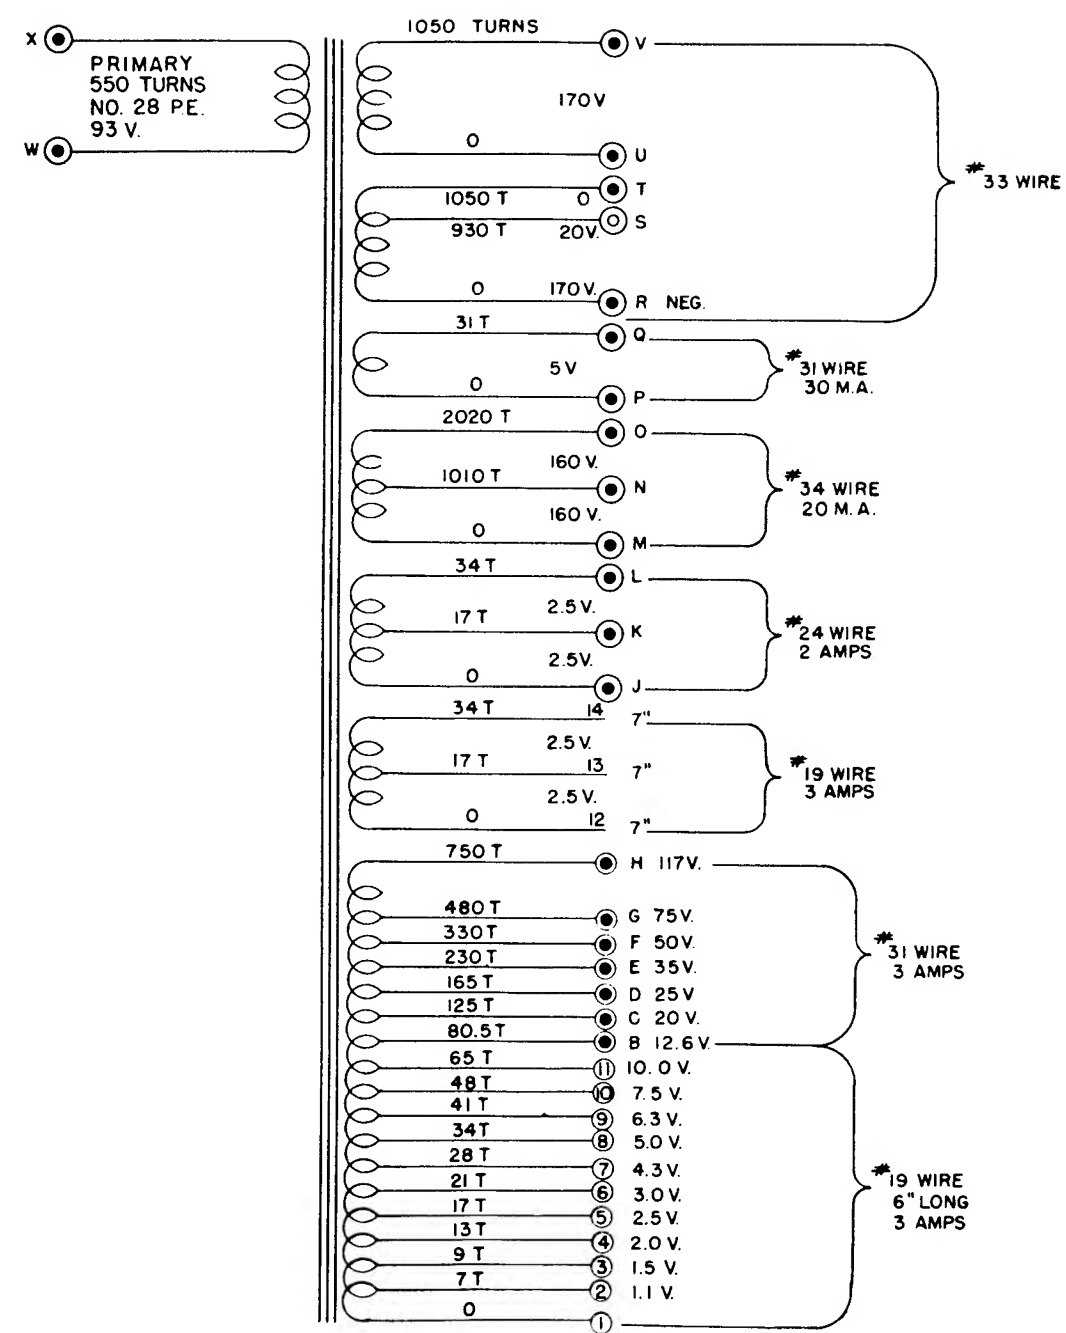 1050 TURNS
X
V
PRIMARY
550 TURNS
NO. 28 P.E.
93 V.
170V
W
0
U
# 33 WIRE
T
1050 T
0
S
930 T
20V.
0
170V.
R NEG.
31 T
Q
5V
# 31 WIRE
30 M.A.
0
P
2020 T
O
160 V.
1010 T
N
# 34 WIRE
20 M.A.
160 V.
0
M
34 T
L
2.5 V.
17 T
K
# 24 WIRE
2 AMPS
2.5V.
0
J
34 T
14
7"
2.5 V.
17 T
13
7"
# 19 WIRE
3 AMPS
2.5 V.
0
12
7"
750 T
H 117V.
480 T
G 75V.
330 T
F 50V.
# 31 WIRE
3 AMPS
230 T
E 35V.
165 T
D 25V
125 T
C 20 V.
80.5 T
B 12.6 V.
65 T
11 10.0 V.
48 T
10 7.5 V.
41 T
9 6.3 V.
34 T
8 5.0 V.
28 T
7 4.3 V.
# 19 WIRE
6" LONG
3 AMPS
21 T
6 3.0 V.
17 T
5 2.5 V.
13 T
4 2.0 V.
9 T
3 1.5 V.
7 T
2 1.1 V.
0
1